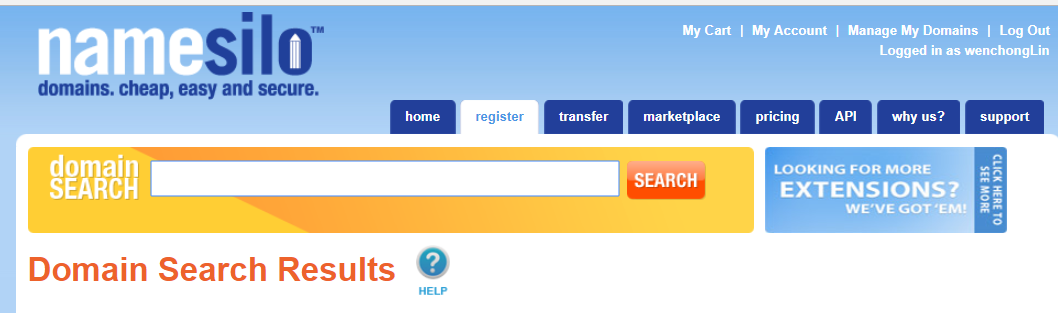 namesilo™
domains. cheap, easy and secure.
My Cart | My Account | Manage My Domains | Log Out
Logged in as wenchongLin
home register transfer marketplace pricing API why us? support
domain
SEARCH
SEARCH
LOOKING FOR MORE
EXTENSIONS?
WE'VE GOT 'EM!
CLICK HERE TO
SEE MORE
Domain Search Results
?
HELP